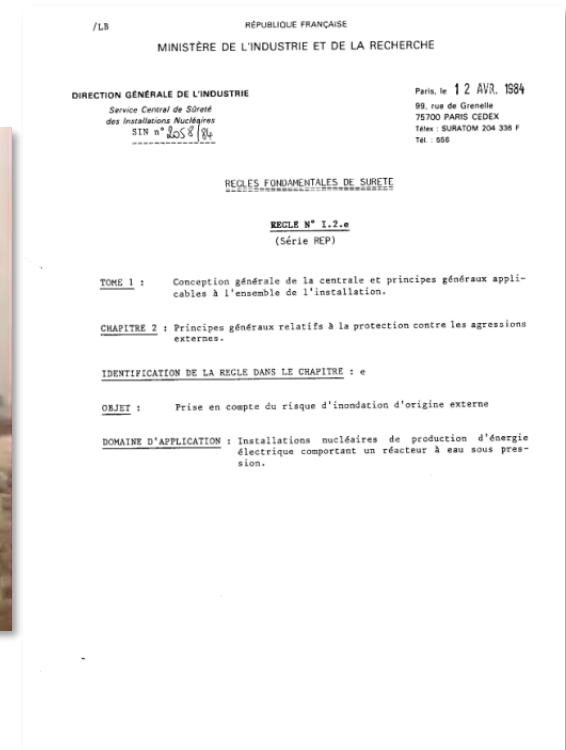 /LB
RÉPUBLIQUE FRANÇAISE
MINISTÈRE DE L'INDUSTRIE ET DE LA RECHERCHE
DIRECTION GÉNÉRALE DE L'INDUSTRIE
Service Central de Sûreté
des Installations Nucléaires
SIN n° 2058/84
Paris, le 12 AVR. 1984
99, rue de Grenelle
75700 PARIS CEDEX
Télex : SURATOM 204 336 F
Tél. : 556
REGLES FONDAMENTALES DE SURETE
REGLE N° I.2.e
(Série REP)
TOME 1 : Conception générale de la centrale et principes généraux appli-
cables à l'ensemble de l'installation.
CHAPITRE 2 : Principes généraux relatifs à la protection contre les agressions
externes.
IDENTIFICATION DE LA REGLE DANS LE CHAPITRE : e
OBJET : Prise en compte du risque d'inondation d'origine externe
DOMAINE D'APPLICATION : Installations nucléaires de production d'énergie
électrique comportant un réacteur à eau sous pres-
sion.